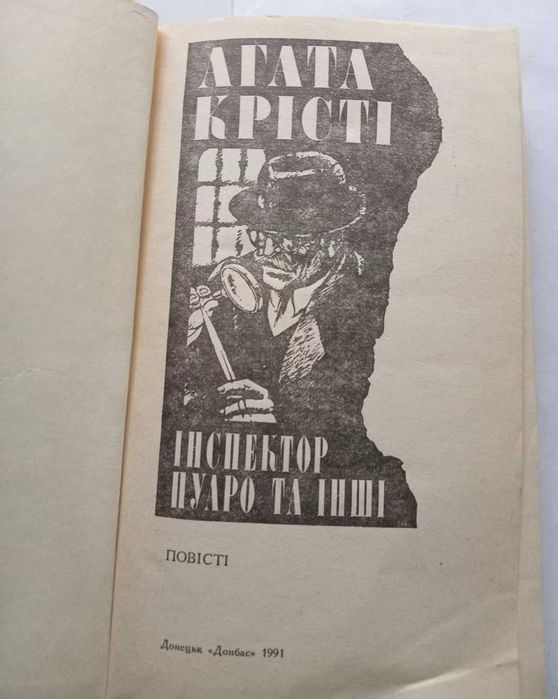 АГАТА
КРІСТІ
ІНСПЕКТОР
ПУАРО ТА ІНШІ
ПОВІСТІ
Донецьк «Донбас» 1991